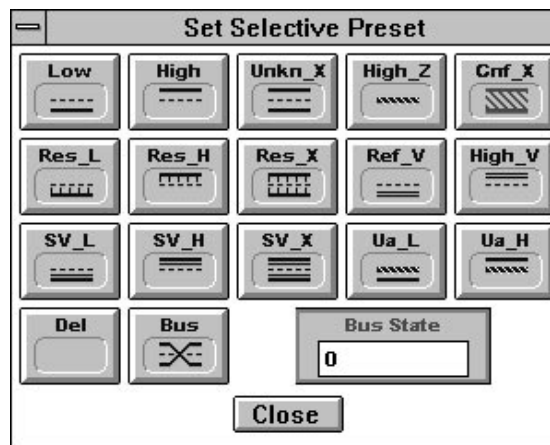 Set Selective Preset
Low High Unkn_X High_Z Cnf_X
Res_L Res_H Res_X Ref_V High_V
SV_L SV_H SV_X Ua_L Ua_H
Del Bus Bus State
0
Close